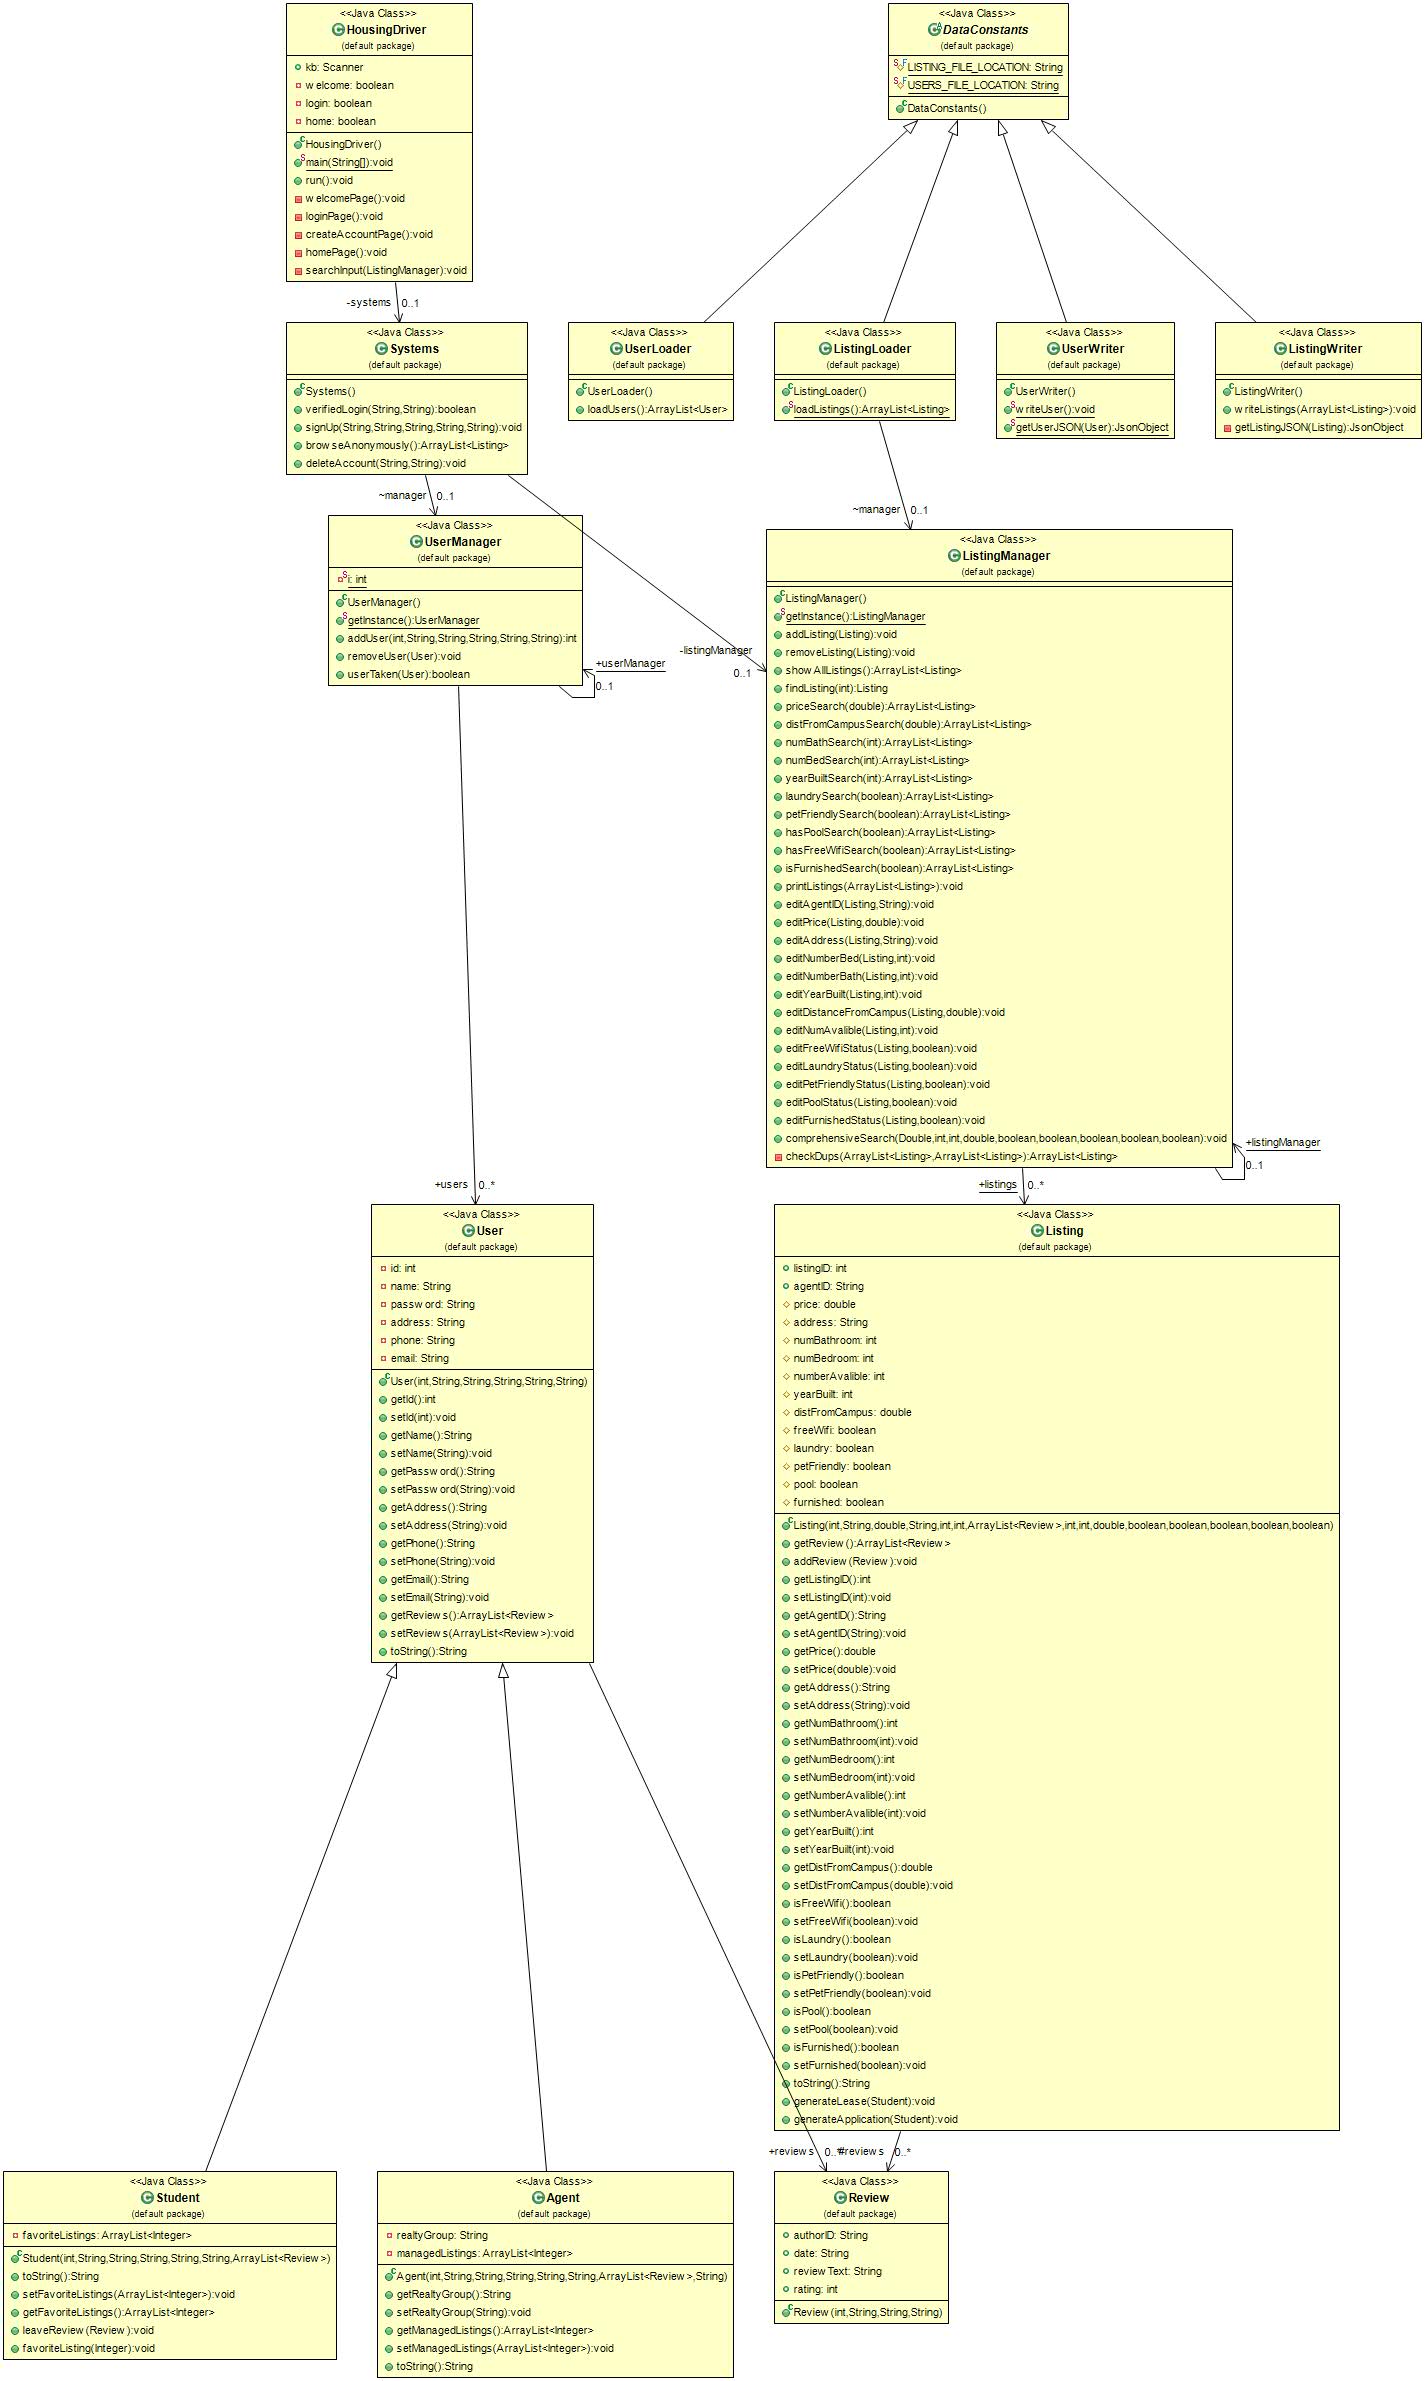 <<Java Class>>
HousingDriver
(default package)
kb: Scanner
welcome: boolean
login: boolean
home: boolean
HousingDriver()
main(String[]):void
run():void
welcomePage():void
loginPage():void
createAccountPage():void
homePage():void
searchInput(ListingManager):void
<<Java Class>>
DataConstants
(default package)
LISTING_FILE_LOCATION: String
USERS_FILE_LOCATION: String
DataConstants()
-systems
0..1
<<Java Class>>
Systems
(default package)
Systems()
verifiedLogin(String,String):boolean
signUp(String,String,String,String,String):void
browseAnonymously():ArrayList<Listing>
deleteAccount(String,String):void
<<Java Class>>
UserLoader
(default package)
UserLoader()
loadUsers():ArrayList<User>
<<Java Class>>
ListingLoader
(default package)
ListingLoader()
loadListings():ArrayList<Listing>
<<Java Class>>
UserWriter
(default package)
UserWriter()
writeUser():void
getUserJSON(User):JsonObject
<<Java Class>>
ListingWriter
(default package)
ListingWriter()
writeListings(ArrayList<Listing>):void
getListingJSON(Listing):JsonObject
~manager
0..1
~manager
0..1
<<Java Class>>
UserManager
(default package)
i: int
UserManager()
getInstance():UserManager
addUser(int,String,String,String,String,String):int
removeUser(User):void
userTaken(User):boolean
+userManager
0..1
-listingManager
0..1
<<Java Class>>
ListingManager
(default package)
ListingManager()
getInstance():ListingManager
addListing(Listing):void
removeListing(Listing):void
showAllListings():ArrayList<Listing>
findListing(int):Listing
priceSearch(double):ArrayList<Listing>
distFromCampusSearch(double):ArrayList<Listing>
numBathSearch(int):ArrayList<Listing>
numBedSearch(int):ArrayList<Listing>
yearBuiltSearch(int):ArrayList<Listing>
laundrySearch(boolean):ArrayList<Listing>
petFriendlySearch(boolean):ArrayList<Listing>
hasPoolSearch(boolean):ArrayList<Listing>
hasFreeWifiSearch(boolean):ArrayList<Listing>
isFurnishedSearch(boolean):ArrayList<Listing>
printListings(ArrayList<Listing>):void
editAgentID(Listing,String):void
editPrice(Listing,double):void
editAddress(Listing,String):void
editNumberBed(Listing,int):void
editNumberBath(Listing,int):void
editYearBuilt(Listing,int):void
editDistanceFromCampus(Listing,double):void
editNumAvalible(Listing,int):void
editFreeWifiStatus(Listing,boolean):void
editLaundryStatus(Listing,boolean):void
editPetFriendlyStatus(Listing,boolean):void
editPoolStatus(Listing,boolean):void
editFurnishedStatus(Listing,boolean):void
comprehensiveSearch(Double,int,int,double,boolean,boolean,boolean,boolean,boolean):void
checkDups(ArrayList<Listing>,ArrayList<Listing>):ArrayList<Listing>
+listingManager
0..1
+users
0..*
+listings
0..*
<<Java Class>>
User
(default package)
id: int
name: String
password: String
address: String
phone: String
email: String
User(int,String,String,String,String,String)
getId():int
setId(int):void
getName():String
setName(String):void
getPassword():String
setPassword(String):void
getAddress():String
setAddress(String):void
getPhone():String
setPhone(String):void
getEmail():String
setEmail(String):void
getReviews():ArrayList<Review>
setReviews(ArrayList<Review>):void
toString():String
<<Java Class>>
Listing
(default package)
listingID: int
agentID: String
price: double
address: String
numBathroom: int
numBedroom: int
numberAvalible: int
yearBuilt: int
distFromCampus: double
freeWifi: boolean
laundry: boolean
petFriendly: boolean
pool: boolean
furnished: boolean
Listing(int,String,double,String,int,int,ArrayList<Review>,int,int,double,boolean,boolean,boolean,boolean,boolean)
getReview():ArrayList<Review>
addReview(Review):void
getListingID():int
setListingID(int):void
getAgentID():String
setAgentID(String):void
getPrice():double
setPrice(double):void
getAddress():String
setAddress(String):void
getNumBathroom():int
setNumBathroom(int):void
getNumBedroom():int
setNumBedroom(int):void
getNumberAvalible():int
setNumberAvalible(int):void
getYearBuilt():int
setYearBuilt(int):void
getDistFromCampus():double
setDistFromCampus(double):void
isFreeWifi():boolean
setFreeWifi(boolean):void
isLaundry():boolean
setLaundry(boolean):void
isPetFriendly():boolean
setPetFriendly(boolean):void
isPool():boolean
setPool(boolean):void
isFurnished():boolean
setFurnished(boolean):void
toString():String
generateLease(Student):void
generateApplication(Student):void
+reviews
0..*
#reviews
0..*
<<Java Class>>
Student
(default package)
favoriteListings: ArrayList<Integer>
Student(int,String,String,String,String,String,ArrayList<Review>)
toString():String
setFavoriteListings(ArrayList<Integer>):void
getFavoriteListings():ArrayList<Integer>
leaveReview(Review):void
favoriteListing(Integer):void
<<Java Class>>
Agent
(default package)
realtyGroup: String
managedListings: ArrayList<Integer>
Agent(int,String,String,String,String,String,ArrayList<Review>,String)
getRealtyGroup():String
setRealtyGroup(String):void
getManagedListings():ArrayList<Integer>
setManagedListings(ArrayList<Integer>):void
toString():String
<<Java Class>>
Review
(default package)
authorID: String
date: String
reviewText: String
rating: int
Review(int,String,String,String)